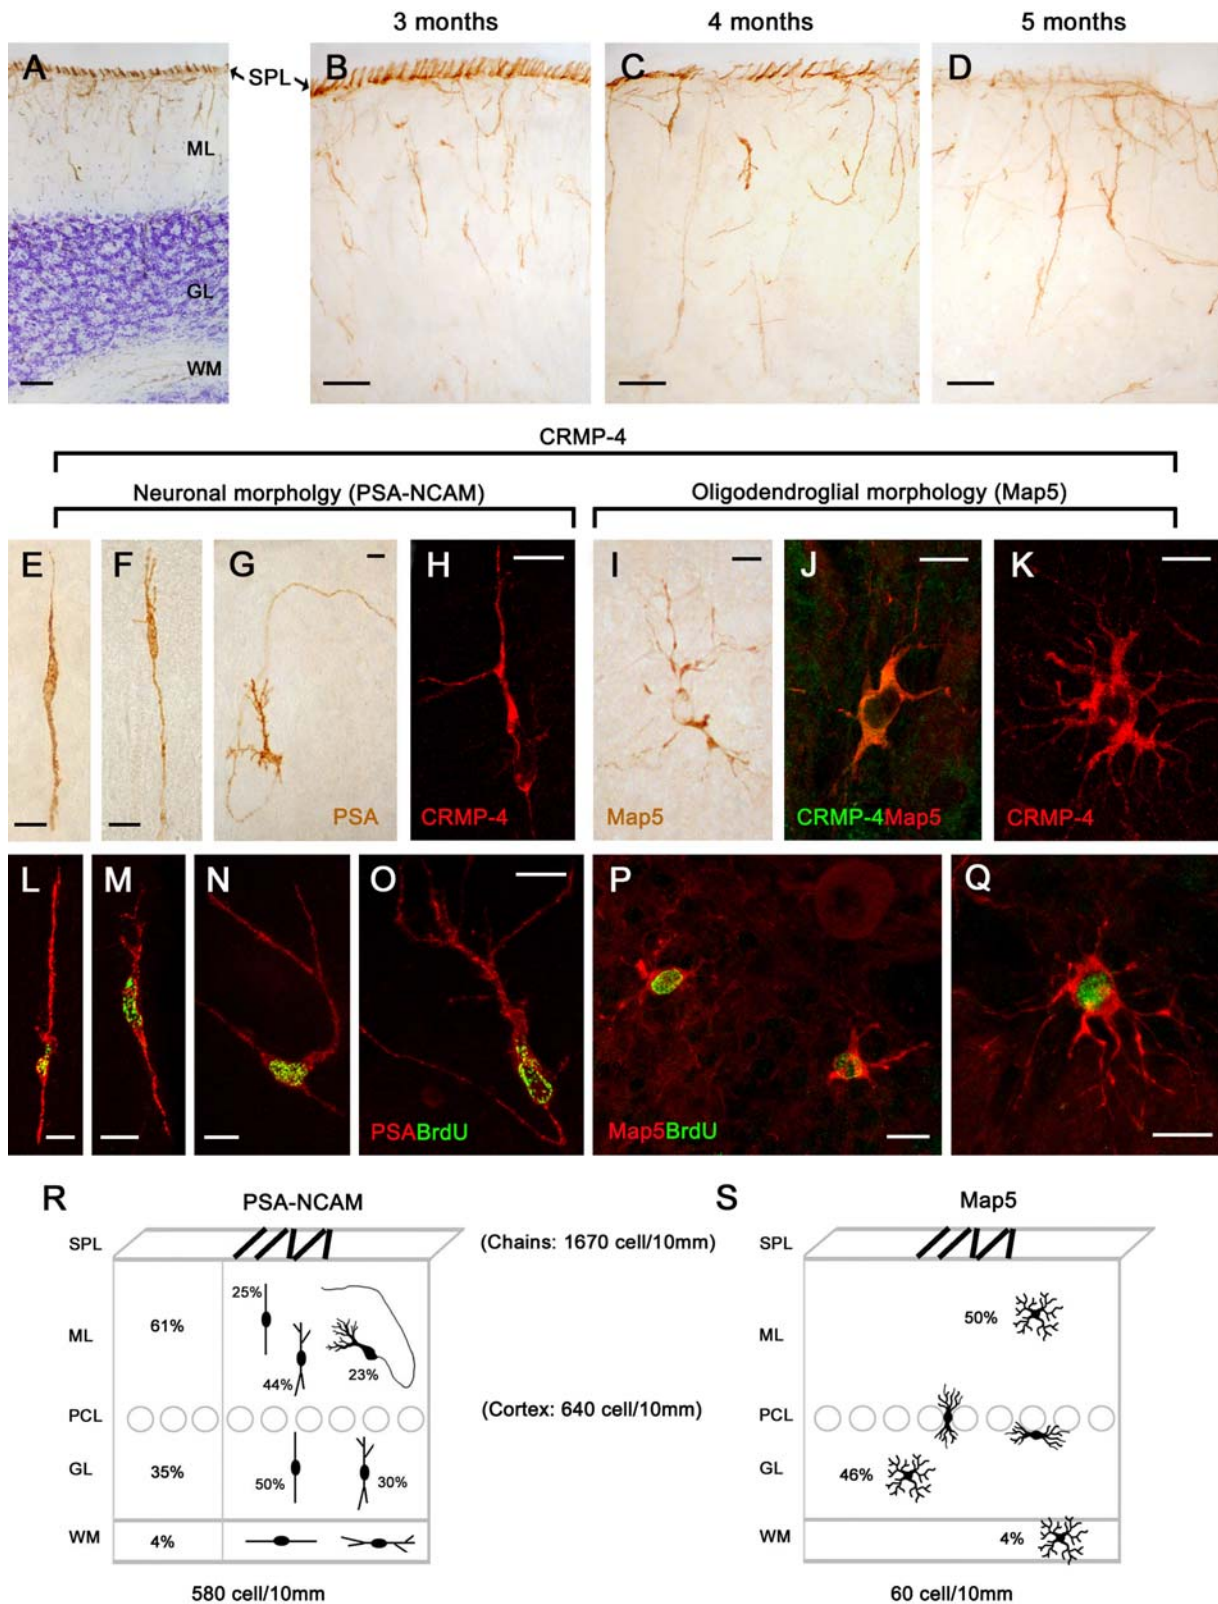 3 months
4 months
5 months
A
SPL
B
C
D
ML
GL
WM
CRMP-4
Neuronal morpholgy (PSA-NCAM)
Oligodendroglial morphology (Map5)
E
F
G
H
I
J
K
PSA
CRMP-4
Map5
CRMP-4Map5
CRMP-4
L
M
N
O
P
Q
PSABrdU
Map5BrdU
R
PSA-NCAM
S
Map5
SPL
(Chains: 1670 cell/10mm)
SPL
25%
61%
ML
44%
23%
50%
ML
PCL
(Cortex: 640 cell/10mm)
PCL
GL
35%
50%
30%
46%
GL
WM
4%
WM
4%
580 cell/10mm
60 cell/10mm